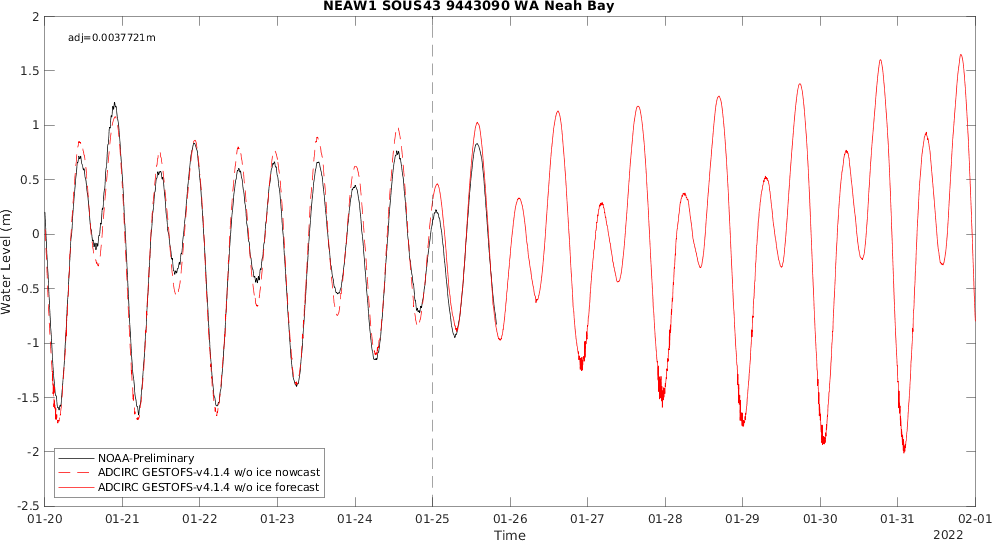 NEAW1 SOUS43 9443090 WA Neah Bay
adj=0.0037721m
2
1.5
1
0.5
0
-0.5
-1
-1.5
-2
-2.5
Water Level (m)
NOAA-Preliminary
ADCIRC GESTOFS-v4.1.4 w/o ice nowcast
ADCIRC GESTOFS-v4.1.4 w/o ice forecast
01-20 01-21 01-22 01-23 01-24 01-25 01-26 01-27 01-28 01-29 01-30 01-31 02-01
Time
2022